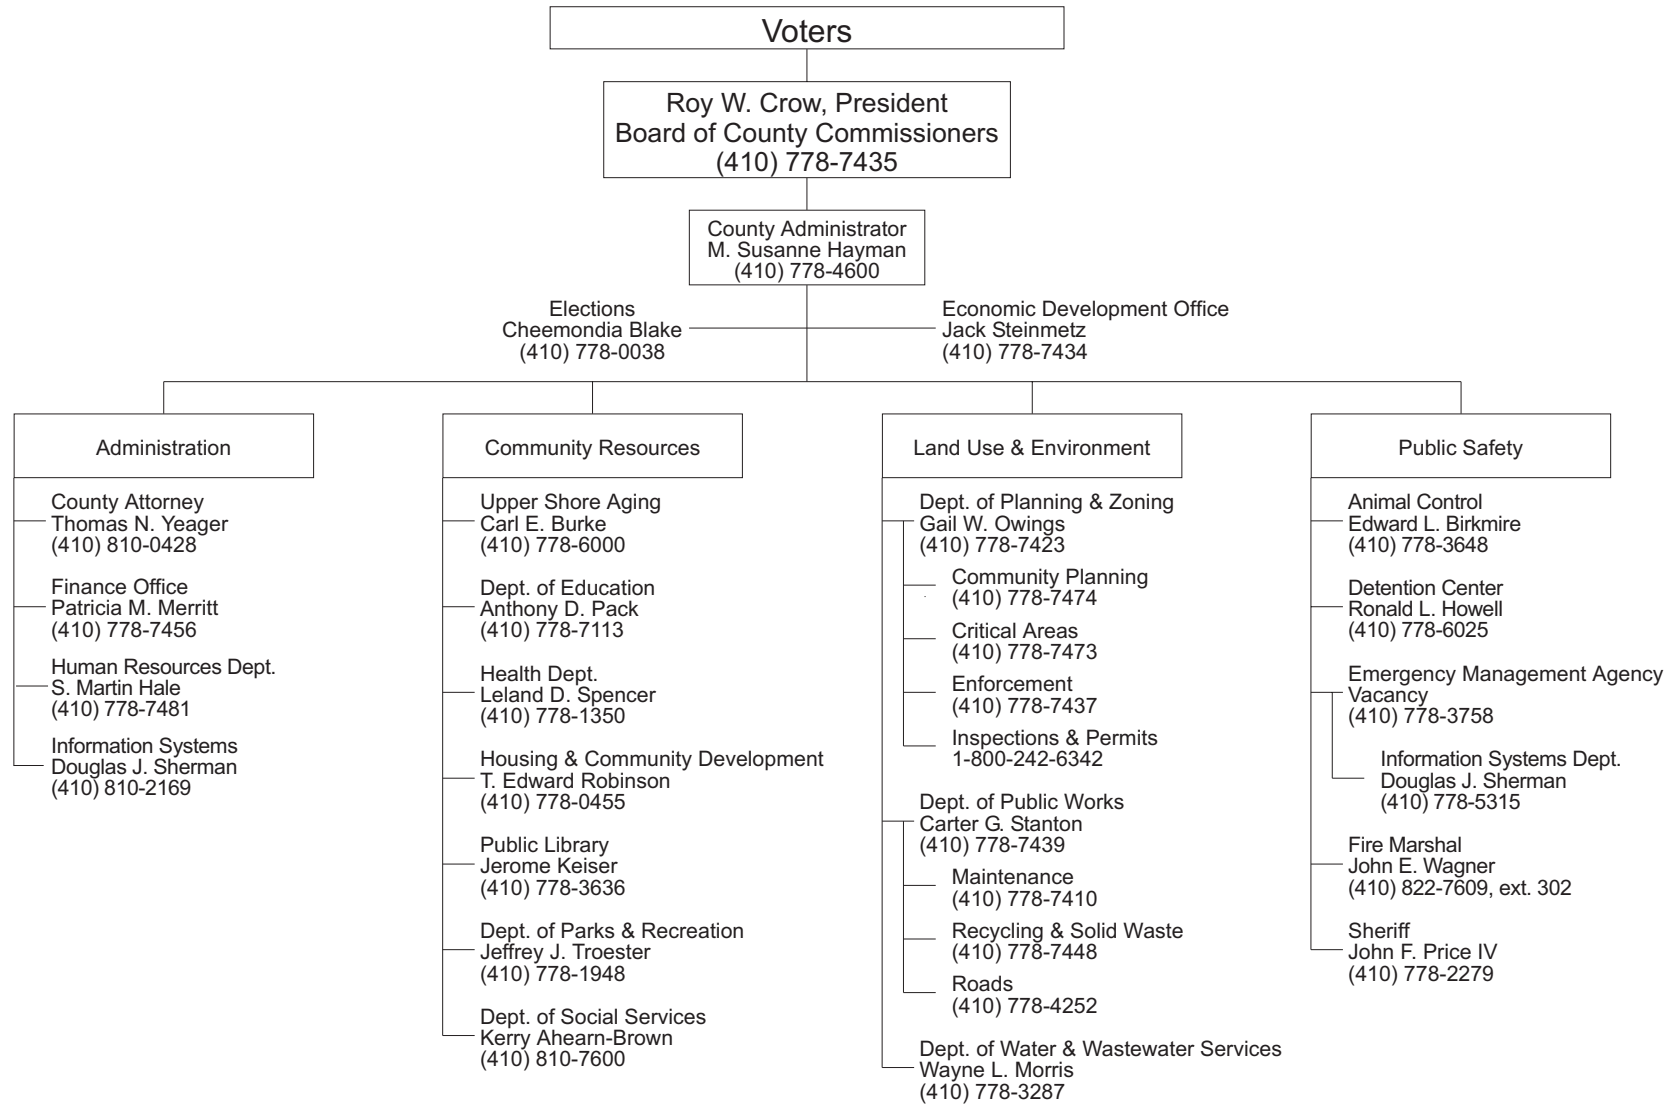 Voters
Roy W. Crow, President
Board of County Commissioners
(410) 778-7435
County Administrator
M. Susanne Hayman
(410) 778-4600
Elections
Cheemondia Blake
(410) 778-0038
Economic Development Office
Jack Steinmetz
(410) 778-7434
Administration
County Attorney
Thomas N. Yeager
(410) 810-0428
Finance Office
Patricia M. Merritt
(410) 778-7456
Human Resources Dept.
S. Martin Hale
(410) 778-7481
Information Systems
Douglas J. Sherman
(410) 810-2169
Community Resources
Upper Shore Aging
Carl E. Burke
(410) 778-6000
Dept. of Education
Anthony D. Pack
(410) 778-7113
Health Dept.
Leland D. Spencer
(410) 778-1350
Housing & Community Development
T. Edward Robinson
(410) 778-0455
Public Library
Jerome Keiser
(410) 778-3636
Dept. of Parks & Recreation
Jeffrey J. Troester
(410) 778-1948
Dept. of Social Services
Kerry Ahearn-Brown
(410) 810-7600
Land Use & Environment
Dept. of Planning & Zoning
Gail W. Owings
(410) 778-7423
Community Planning
(410) 778-7474
Critical Areas
(410) 778-7473
Enforcement
(410) 778-7437
Inspections & Permits
1-800-242-6342
Dept. of Public Works
Carter G. Stanton
(410) 778-7439
Maintenance
(410) 778-7410
Recycling & Solid Waste
(410) 778-7448
Roads
(410) 778-4252
Dept. of Water & Wastewater Services
Wayne L. Morris
(410) 778-3287
Public Safety
Animal Control
Edward L. Birkmire
(410) 778-3648
Detention Center
Ronald L. Howell
(410) 778-6025
Emergency Management Agency
Vacancy
(410) 778-3758
Information Systems Dept.
Douglas J. Sherman
(410) 778-5315
Fire Marshal
John E. Wagner
(410) 822-7609, ext. 302
Sheriff
John F. Price IV
(410) 778-2279